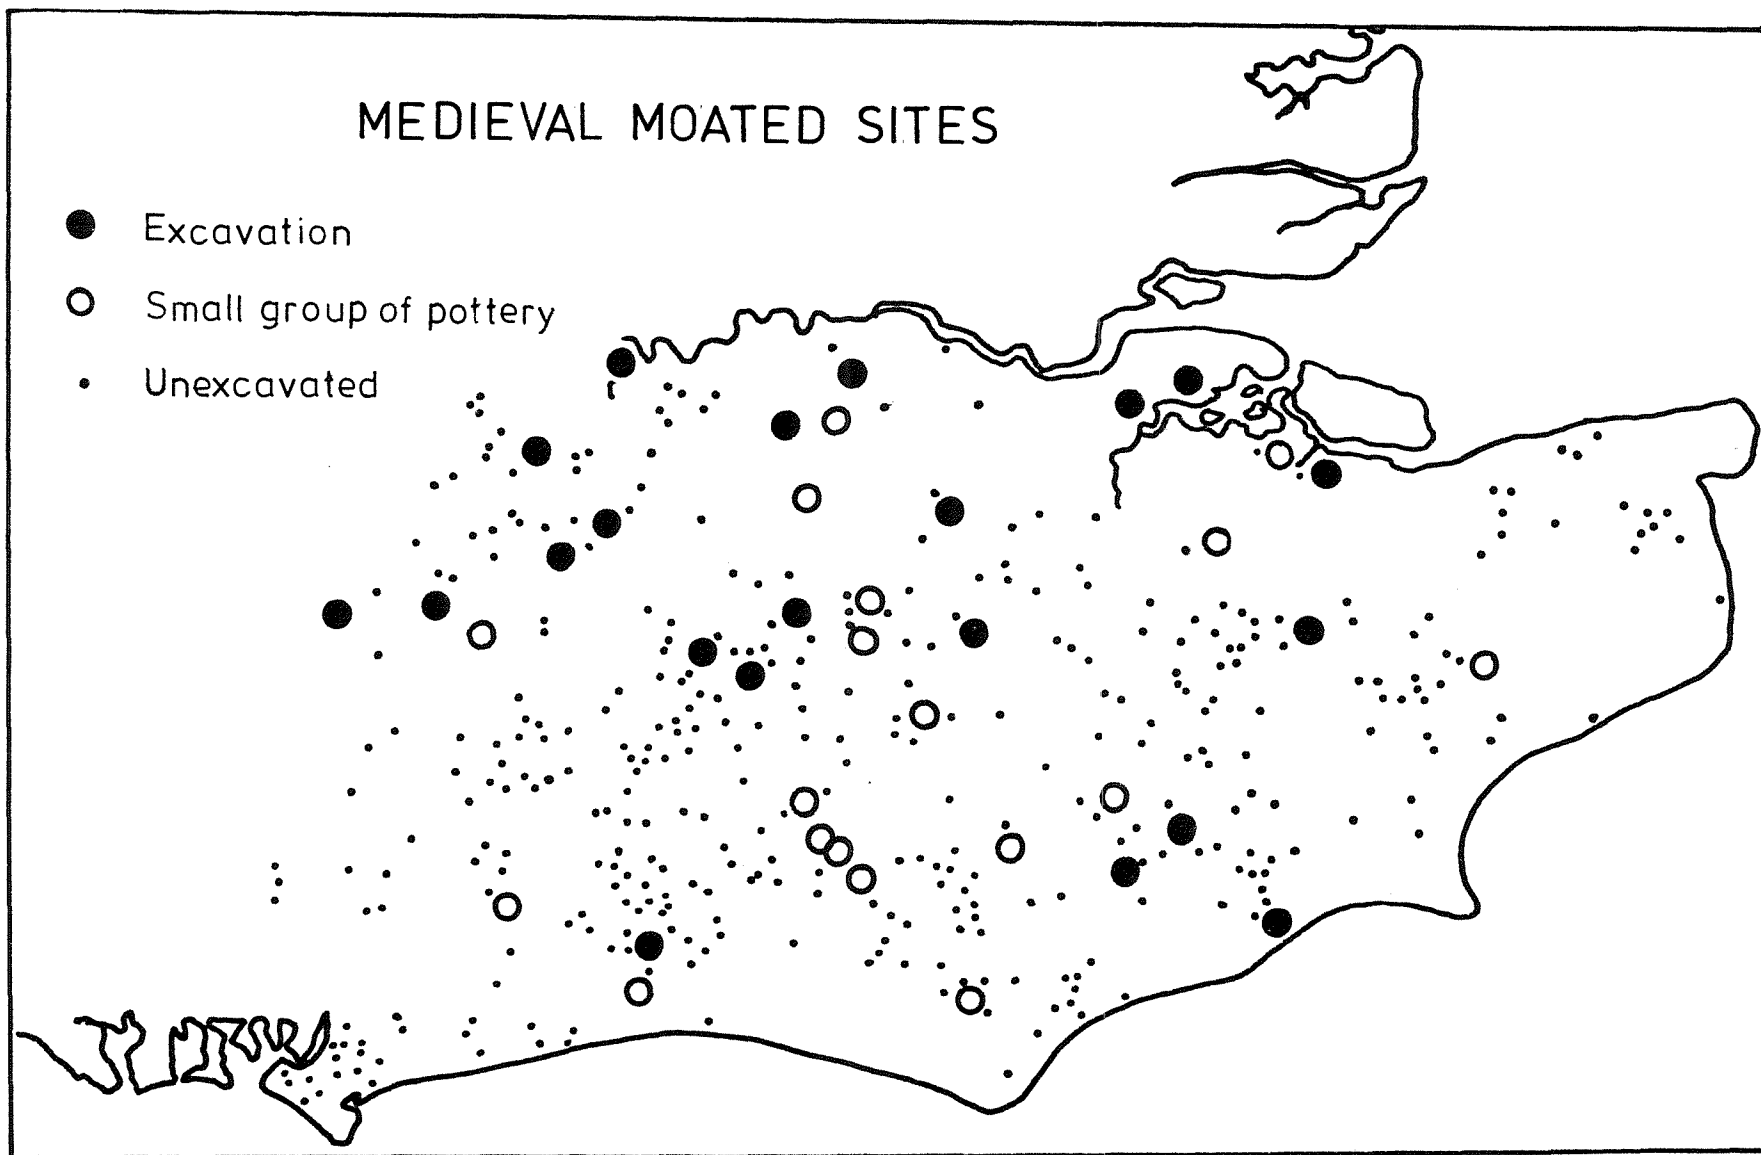 MEDIEVAL MOATED SITES
Excavation
Small group of pottery
Unexcavated